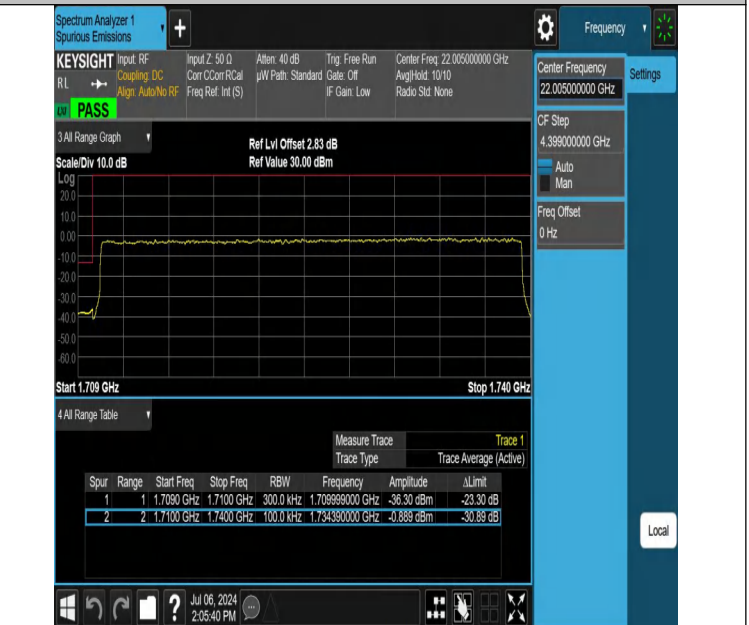 Spectrum Analyzer 1
Spurious Emissions
+
Frequency
KEYSIGHT Input: RF Input Z: 50 Ω Atten: 40 dB Trig: Free Run Center Freq: 22.005000000 GHz
RL Coupling: DC Corr CCorr RCal µW Path: Standard Gate: Off Avg|Hold: 10/10
Align: Auto/No RF Freq Ref: Int (S) IF Gain: Low Radio Std: None
PASS
Center Frequency
22.005000000 GHz
Settings
CF Step
4.399000000 GHz
Auto
Man
Freq Offset
0 Hz
3 All Range Graph
Ref Lvl Offset 2.83 dB
Scale/Div 10.0 dB Ref Value 30.00 dBm
Log
20.0
10.0
0.00
-10.0
-20.0
-30.0
-40.0
-50.0
-60.0
Start 1.709 GHz Stop 1.740 GHz
4 All Range Table
Measure Trace Trace 1
Trace Type Trace Average (Active)
Spur Range Start Freq Stop Freq RBW Frequency Amplitude ΔLimit
1 1 1.7090 GHz 1.7100 GHz 300.0 kHz 1.709999000 GHz -36.30 dBm -23.30 dB
2 2 1.7100 GHz 1.7400 GHz 100.0 kHz 1.734390000 GHz -0.889 dBm -30.89 dB
Local
?
Jul 06, 2024
2:05:40 PM